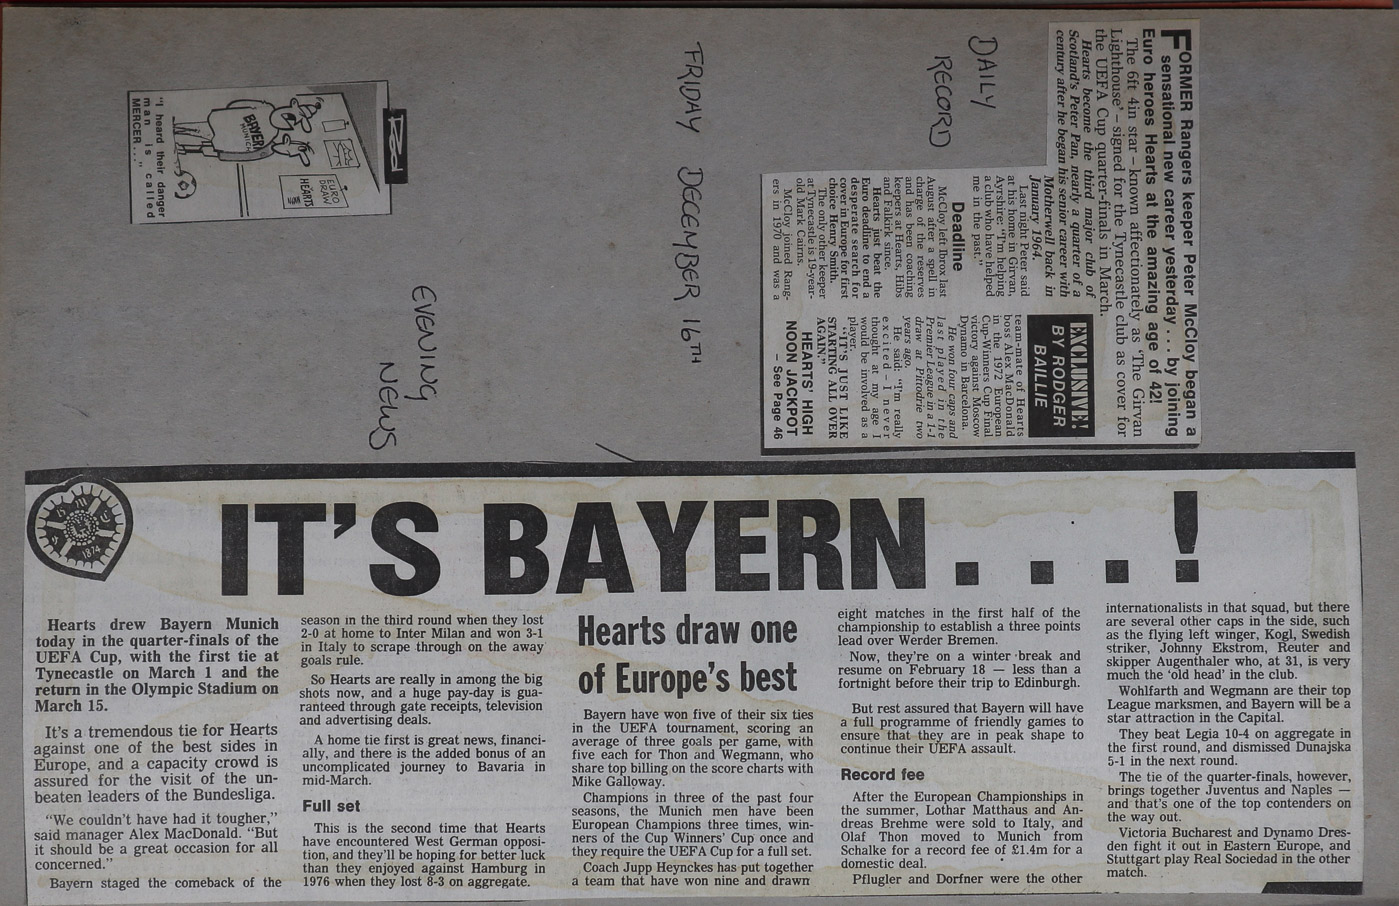 FORMER Rangers keeper Peter McCloy began a
sensational new career yesterday . . . by joining
Euro heroes Hearts at the amazing age of 42!
The 6ft 4in star – known affectionately as 'The Girvan
Lighthouse' – signed for the Tynecastle club as cover for
the UEFA Cup quarter-finals in March.
Hearts become the third major club of
Scotland's Peter Pan, nearly a quarter of a
century after he began his senior career with
Motherwell back in
January 1964.
Last night Peter said
at his home in Girvan,
Ayrshire: "I'm helping
a club who have helped
me in the past."
Deadline
McCloy left Ibrox last
August after a spell in
charge of the reserves
and has been coaching
keepers at Hearts, Hibs
and Falkirk since.
Hearts just beat the
Euro deadline to end a
desperate search for
cover in Europe for first
choice Henry Smith.
The only other keeper
at Tynecastle is 19-year-
old Mark Cairns.
McCloy joined Rang-
ers in 1970 and was a
EXCLUSIVE!
BY RODGER
BAILLIE
team-mate of Hearts
boss Alex MacDonald
in the 1972 European
Cup-Winners Cup Final
victory against Moscow
Dynamo in Barcelona.
He won four caps and
last played in the
Premier League in a 1-1
draw at Pittodrie two
years ago.
He said: "I'm really
excited – I never
thought at my age I
would be involved as a
player.
"IT'S JUST LIKE
STARTING ALL OVER
AGAIN."
HEARTS' HIGH
NOON JACKPOT
– See Page 46
DAILY
RECORD
FRIDAY DECEMBER 16TH
EVENING
NEWS
Rod
EURO
DRAW
HEARTS
BAYERN
MUNICH
"I heard their danger
man is called
MERCER..."
1874
IT'S BAYERN . . . !
Hearts drew Bayern Munich
today in the quarter-finals of the
UEFA Cup, with the first tie at
Tynecastle on March 1 and the
return in the Olympic Stadium on
March 15.
It's a tremendous tie for Hearts
against one of the best sides in
Europe, and a capacity crowd is
assured for the visit of the un-
beaten leaders of the Bundesliga.
"We couldn't have had it tougher,"
said manager Alex MacDonald. "But
it should be a great occasion for all
concerned."
Bayern staged the comeback of the
season in the third round when they lost
2-0 at home to Inter Milan and won 3-1
in Italy to scrape through on the away
goals rule.
So Hearts are really in among the big
shots now, and a huge pay-day is gua-
ranteed through gate receipts, television
and advertising deals.
A home tie first is great news, financi-
ally, and there is the added bonus of an
uncomplicated journey to Bavaria in
mid-March.
Full set
This is the second time that Hearts
have encountered West German opposi-
tion, and they'll be hoping for better luck
than they enjoyed against Hamburg in
1976 when they lost 8-3 on aggregate.
Hearts draw one
of Europe's best
Bayern have won five of their six ties
in the UEFA tournament, scoring an
average of three goals per game, with
five each for Thon and Wegmann, who
share top billing on the score charts with
Mike Galloway.
Champions in three of the past four
seasons, the Munich men have been
European Champions three times, win-
ners of the Cup Winners' Cup once and
they require the UEFA Cup for a full set.
Coach Jupp Heynckes has put together
a team that have won nine and drawn
eight matches in the first half of the
championship to establish a three points
lead over Werder Bremen.
Now, they're on a winter break and
resume on February 18 — less than a
fortnight before their trip to Edinburgh.
But rest assured that Bayern will have
a full programme of friendly games to
ensure that they are in peak shape to
continue their UEFA assault.
Record fee
After the European Championships in
the summer, Lothar Matthaus and An-
dreas Brehme were sold to Italy, and
Olaf Thon moved to Munich from
Schalke for a record fee of £1.4m for a
domestic deal.
Pflugler and Dorfner were the other
internationalists in that squad, but there
are several other caps in the side, such
as the flying left winger, Kogl, Swedish
striker, Johnny Ekstrom, Reuter and
skipper Augenthaler who, at 31, is very
much the 'old head' in the club.
Wohlfarth and Wegmann are their top
League marksmen, and Bayern will be a
star attraction in the Capital.
They beat Legia 10-4 on aggregate in
the first round, and dismissed Dunajska
5-1 in the next round.
The tie of the quarter-finals, however,
brings together Juventus and Naples —
and that's one of the top contenders on
the way out.
Victoria Bucharest and Dynamo Dres-
den fight it out in Eastern Europe, and
Stuttgart play Real Sociedad in the other
match.